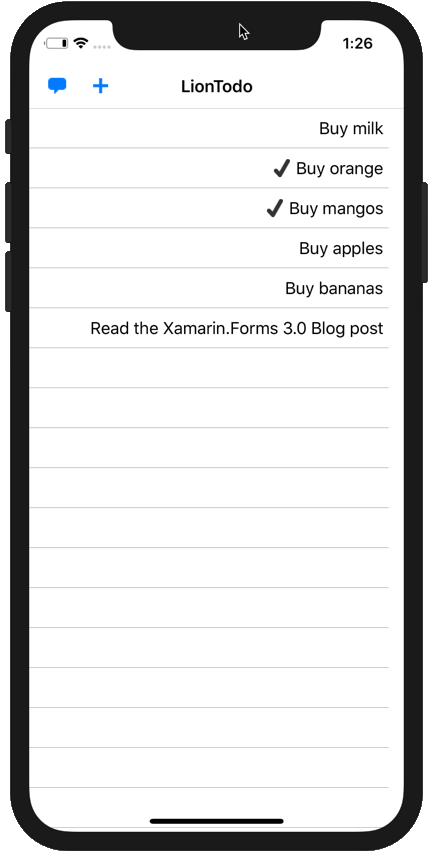 1:26
LionTodo
Buy milk
✔ Buy orange
✔ Buy mangos
Buy apples
Buy bananas
Read the Xamarin.Forms 3.0 Blog post